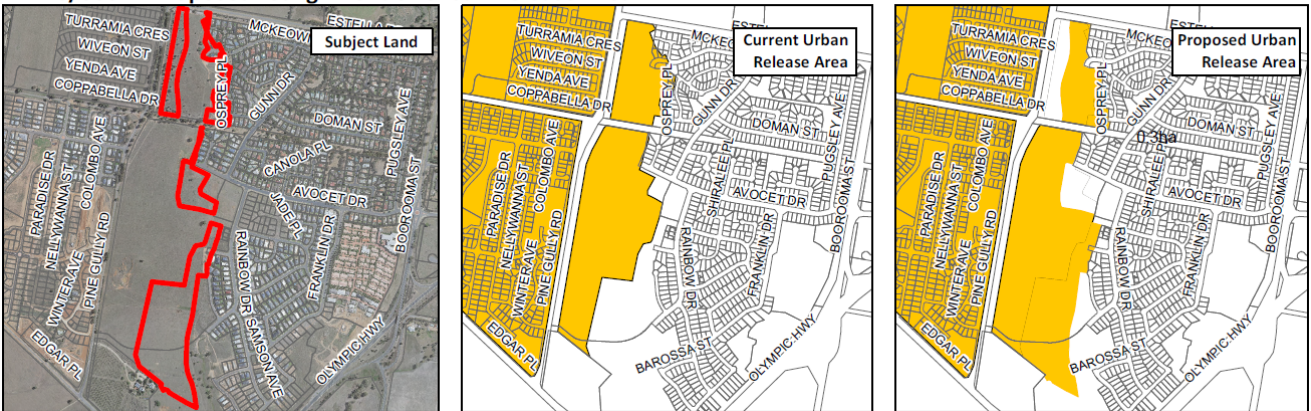 Subject Land
TURRAMIA CRES
WIVEON ST
YENDA AVE
COPPABELLA DR
OSPREY PL
GUNN DR
DOMAN ST
CANOLA PL
AVOCET DR
JADE PL
PUGSLEY AVE
BOOROOMA ST
PARADISE DR
NELLYWANNA ST
COLOMBO AVE
WINTER AVE
PINE GULLY RD
RAINBOW DR
SAMSON AVE
FRANKLIN DR
EDGAR PL
OLYMPIC HWY
Current Urban
Release Area
TURRAMIA CRES
WIVEON ST
YENDA AVE
COPPABELLA DR
OSPREY PL
GUNN DR
DOMAN ST
PUGSLEY AVE
SHIRALEE PL
AVOCET DR
BOOROOMA ST
PARADISE DR
NELLYWANNA ST
COLOMBO AVE
WINTER AVE
PINE GULLY RD
RAINBOW DR
FRANKLIN DR
EDGAR PL
BAROSSA ST
OLYMPIC HWY
Proposed Urban
Release Area
TURRAMIA CRES
WIVEON ST
YENDA AVE
COPPABELLA DR
OSPREY PL
GUNN DR
DOMAN ST
0.3ha
PUGSLEY AVE
SHIRALEE PL
AVOCET DR
BOOROOMA ST
PARADISE DR
NELLYWANNA ST
COLOMBO AVE
WINTER AVE
PINE GULLY RD
RAINBOW DR
FRANKLIN DR
EDGAR PL
BAROSSA ST
OLYMPIC HWY